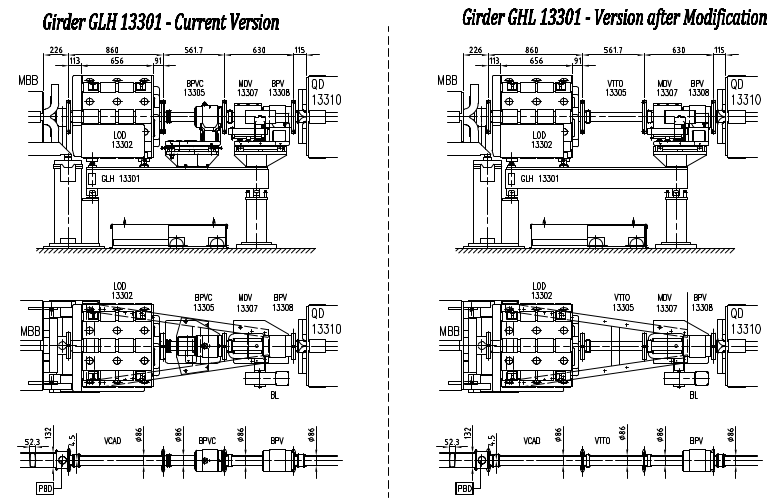 Girder GLH 13301 - Current Version
226 860 561.7 630 115
113 656 91
MBB
BPVC
13305
MDV
13307
BPV
13308
QD
13310
LOD
13302
GLH 13301
LOD
13302
BPVC
13305
MDV
13307
BPV
13308
QD
13310
MBB
BL
52.3
132
4.5
VCAD
Ø86
Ø86
BPVC
Ø86
BPV
Ø86
PBD
Girder GHL 13301 - Version after Modification
226 860 561.7 630 115
113 656 91
MBB
VTTO
13305
MDV
13307
BPV
13308
QD
13310
LOD
13302
GLH 13301
LOD
13302
VTTO
13305
MDV
13307
BPV
13308
QD
13310
MBB
BL
52.3
132
4.5
VCAD
VTTO
Ø86
Ø86
BPV
Ø86
PBD